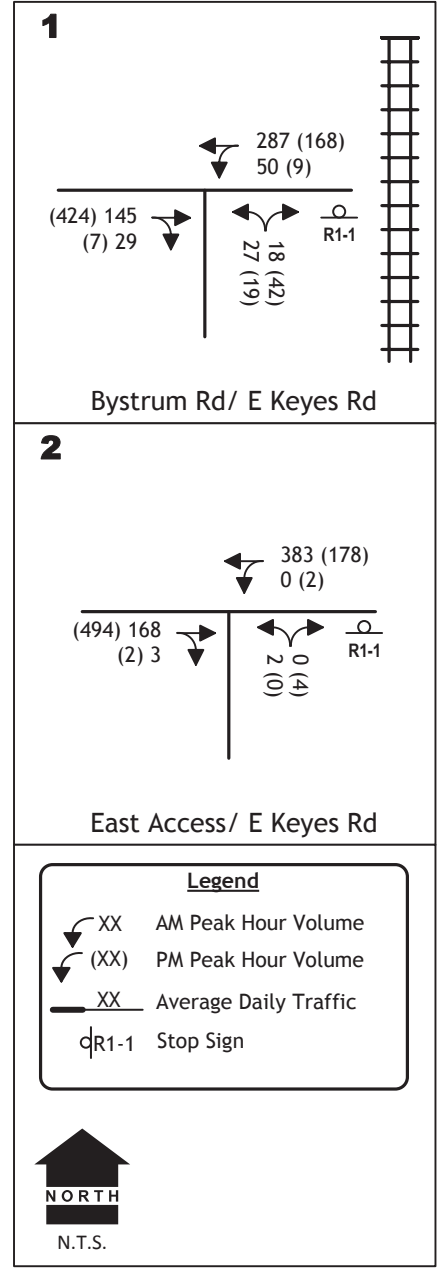 1
287 (168)
50 (9)
(424) 145
(7) 29
18 (42)
27 (19)
R1-1
Bystrum Rd/ E Keyes Rd
2
383 (178)
0 (2)
(494) 168
(2) 3
0 (4)
2 (0)
R1-1
East Access/ E Keyes Rd
Legend
XX AM Peak Hour Volume
(XX) PM Peak Hour Volume
XX Average Daily Traffic
R1-1 Stop Sign
NORTH
N.T.S.